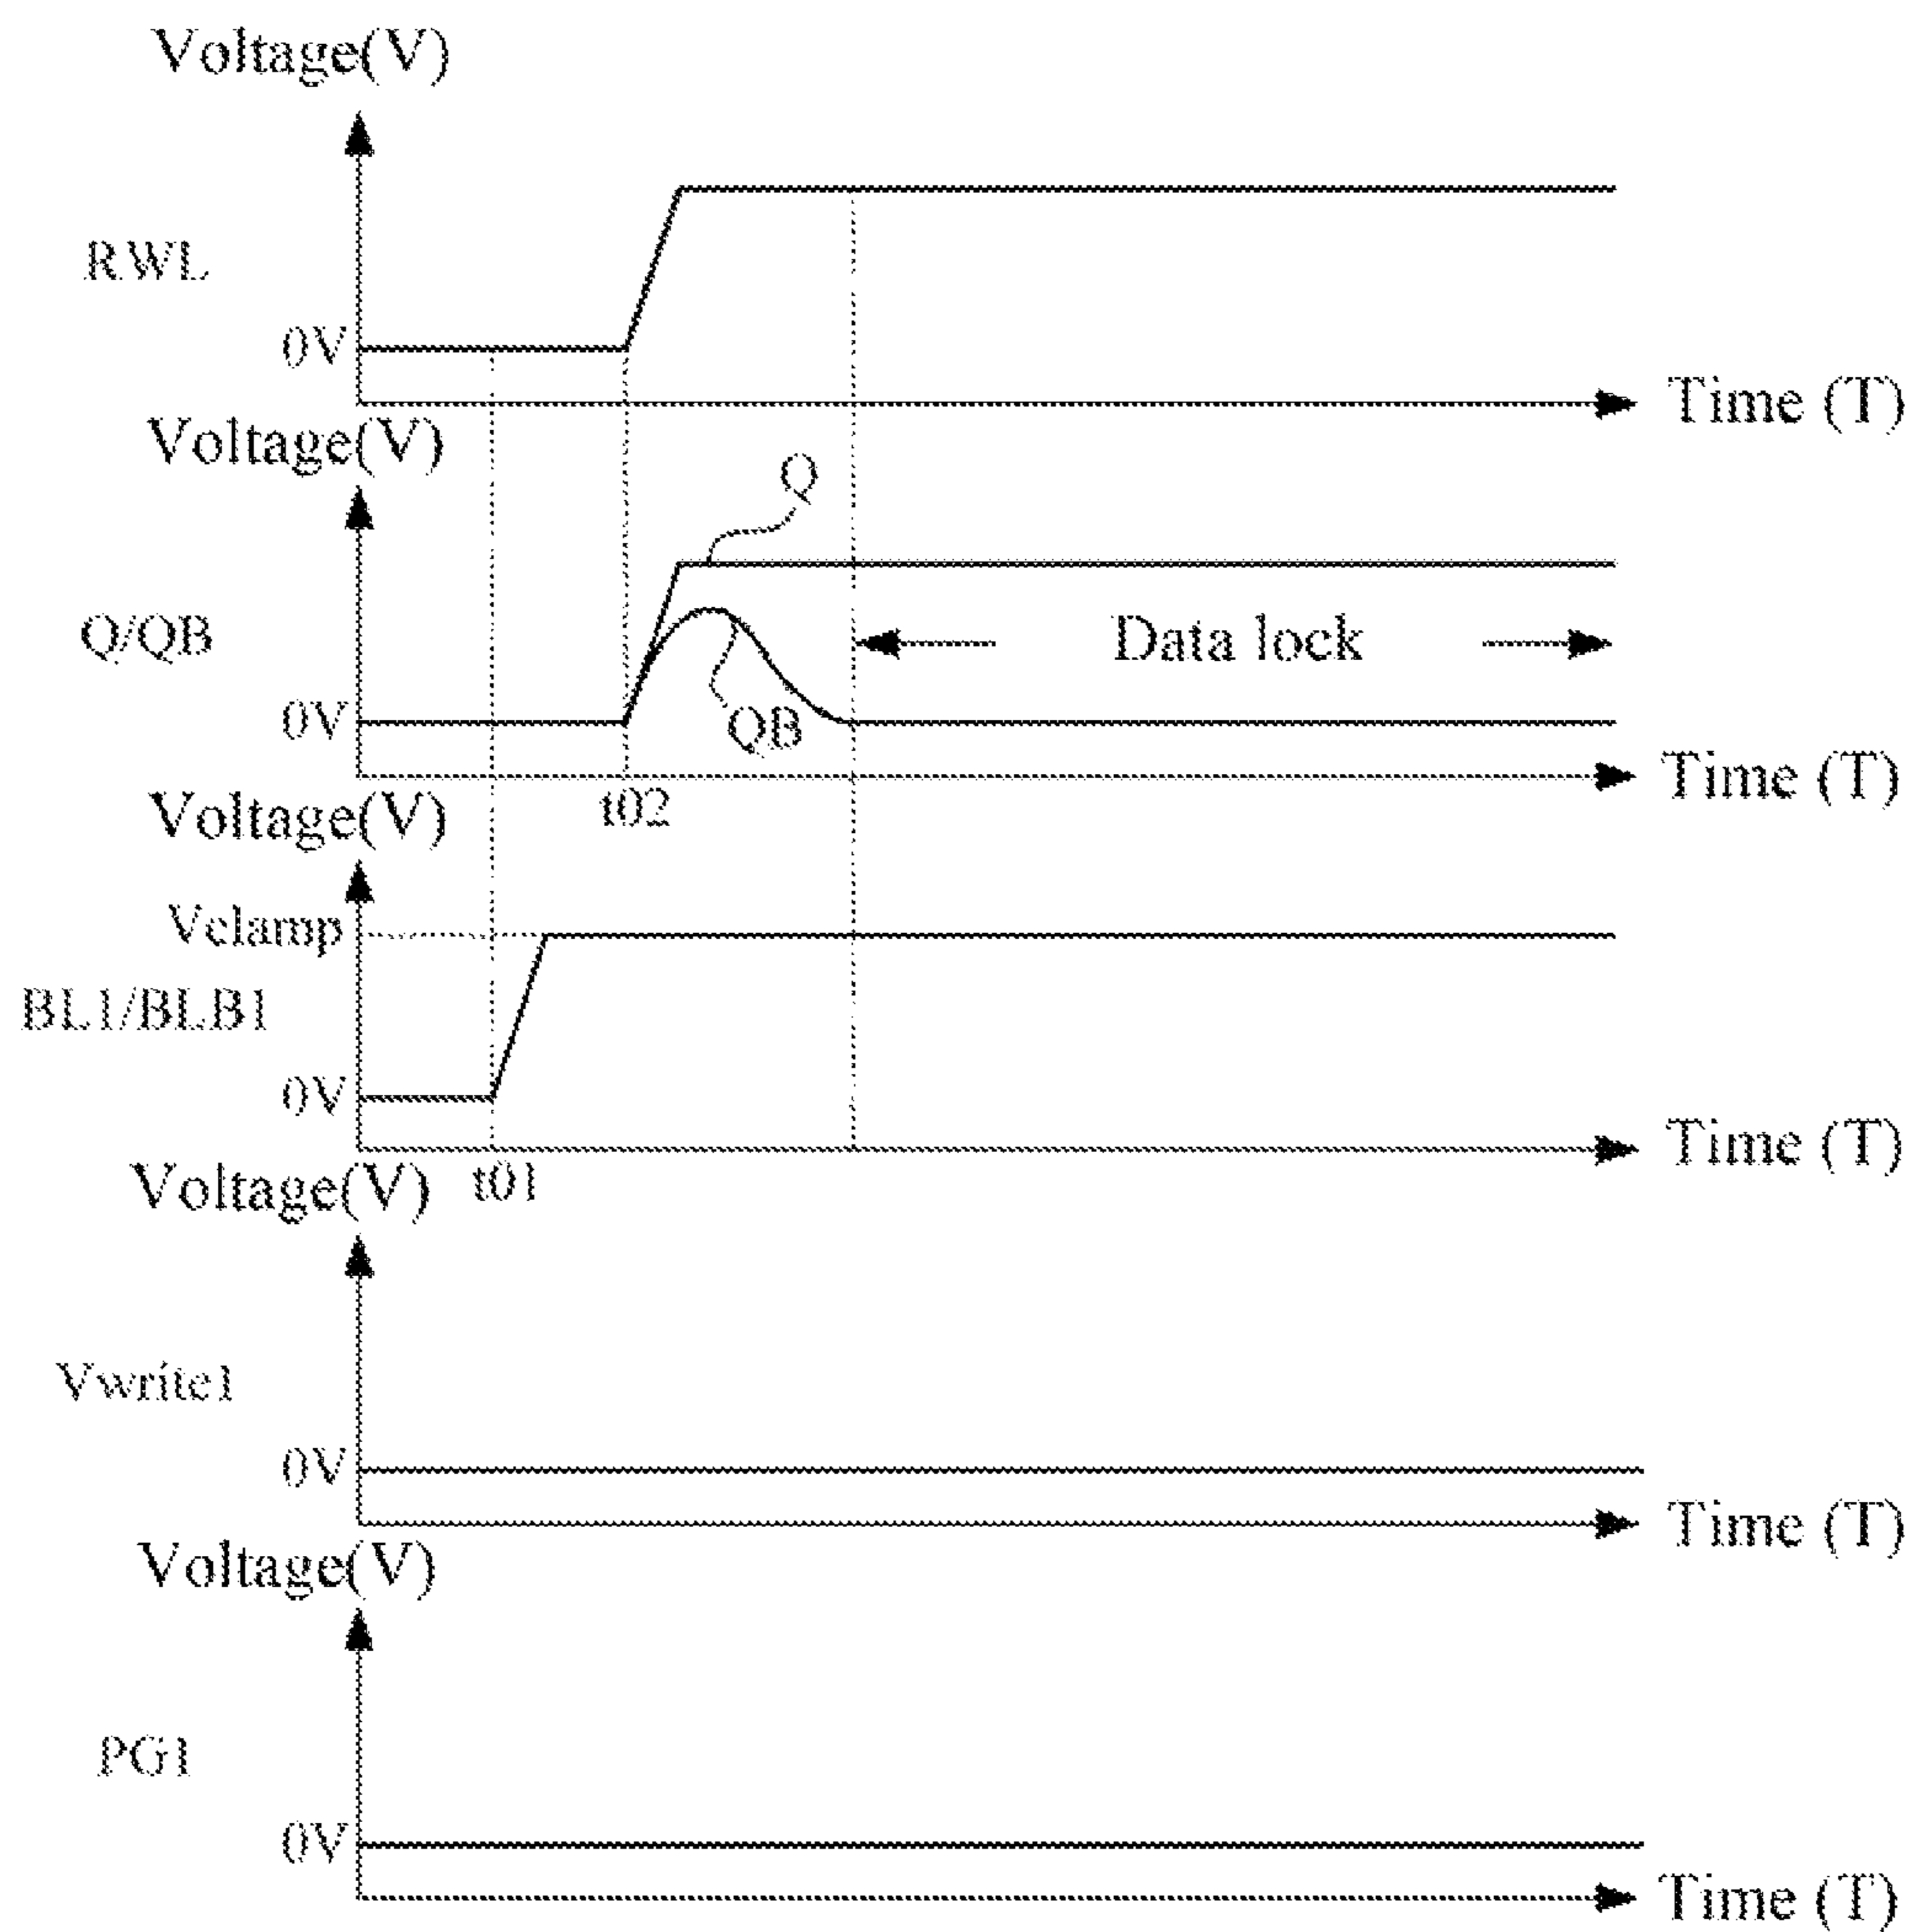 Voltage(V)
RWL
0V
Time (T)
Voltage(V)
Q
Q/QB
Data lock
0V
QB
Time (T)
t02
Voltage(V)
Vclamp
BL1/BLB1
0V
Time (T)
Voltage(V)
t01
Vwrite1
0V
Time (T)
Voltage(V)
PG1
0V
Time (T)